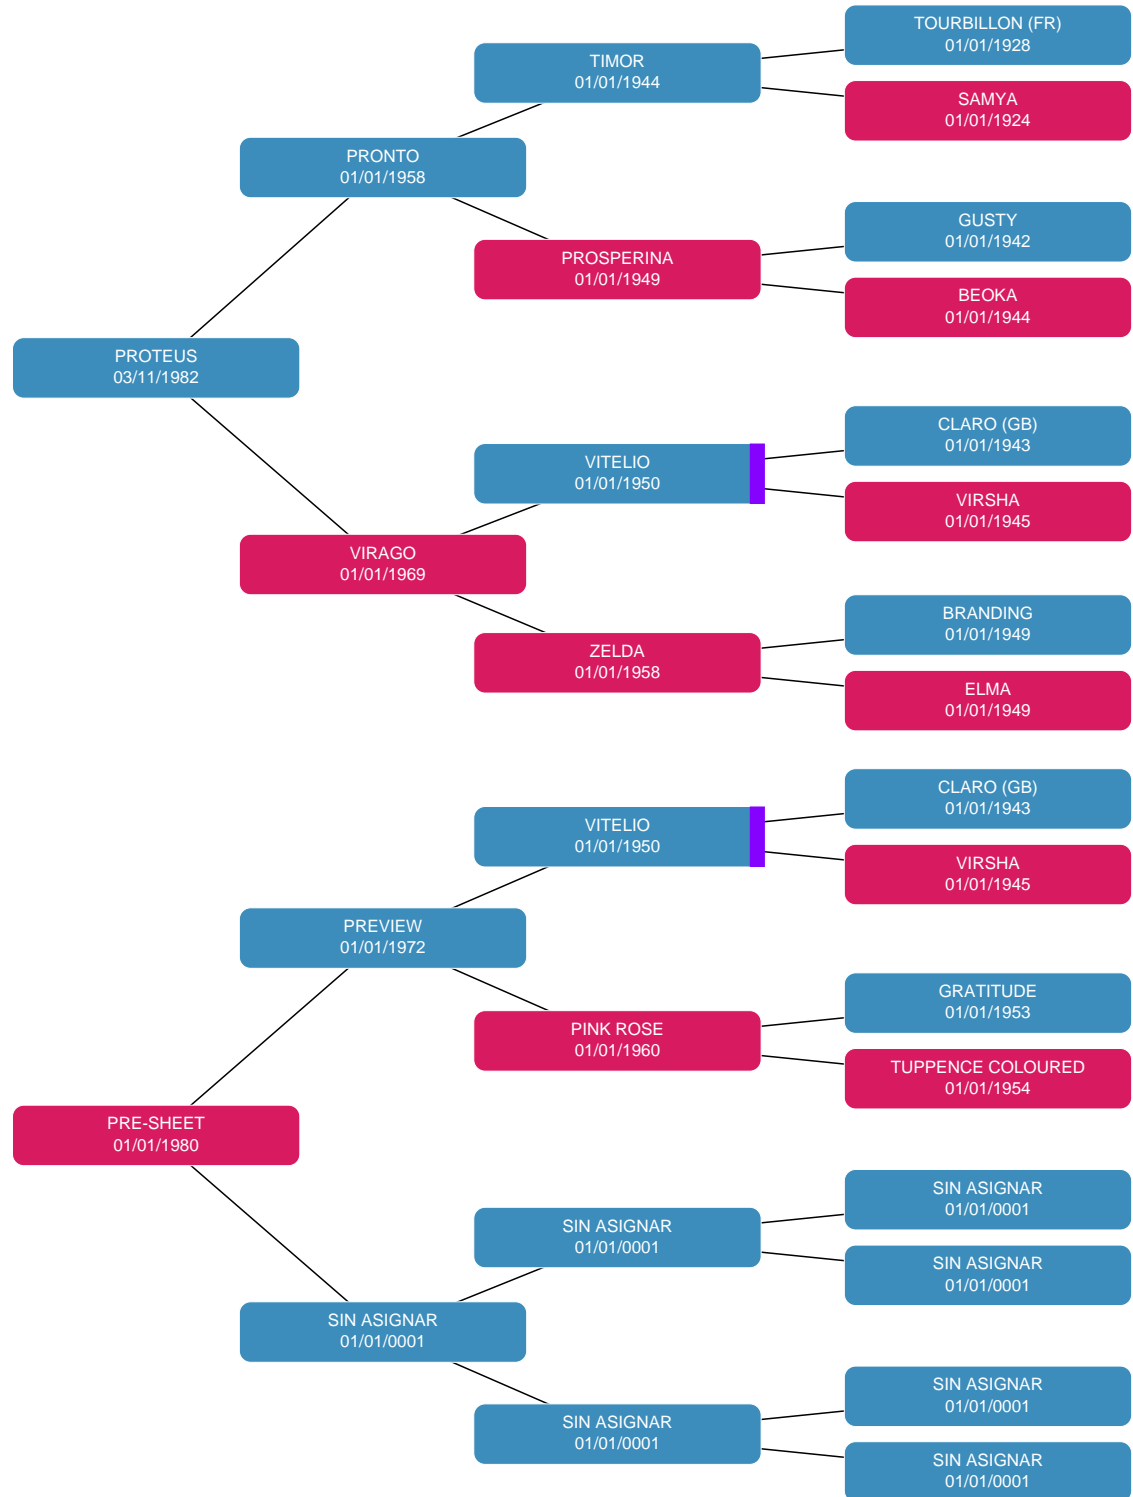 TOURBILLON (FR)
01/01/1928
TIMOR
01/01/1944
SAMYA
01/01/1924
PRONTO
01/01/1958
GUSTY
01/01/1942
PROSPERINA
01/01/1949
BEOKA
01/01/1944
PROTEUS
03/11/1982
CLARO (GB)
01/01/1943
VITELIO
01/01/1950
VIRSHA
01/01/1945
VIRAGO
01/01/1969
BRANDING
01/01/1949
ZELDA
01/01/1958
ELMA
01/01/1949
CLARO (GB)
01/01/1943
VITELIO
01/01/1950
VIRSHA
01/01/1945
PREVIEW
01/01/1972
GRATITUDE
01/01/1953
PINK ROSE
01/01/1960
TUPPENCE COLOURED
01/01/1954
PRE-SHEET
01/01/1980
SIN ASIGNAR
01/01/0001
SIN ASIGNAR
01/01/0001
SIN ASIGNAR
01/01/0001
SIN ASIGNAR
01/01/0001
SIN ASIGNAR
01/01/0001
SIN ASIGNAR
01/01/0001
SIN ASIGNAR
01/01/0001